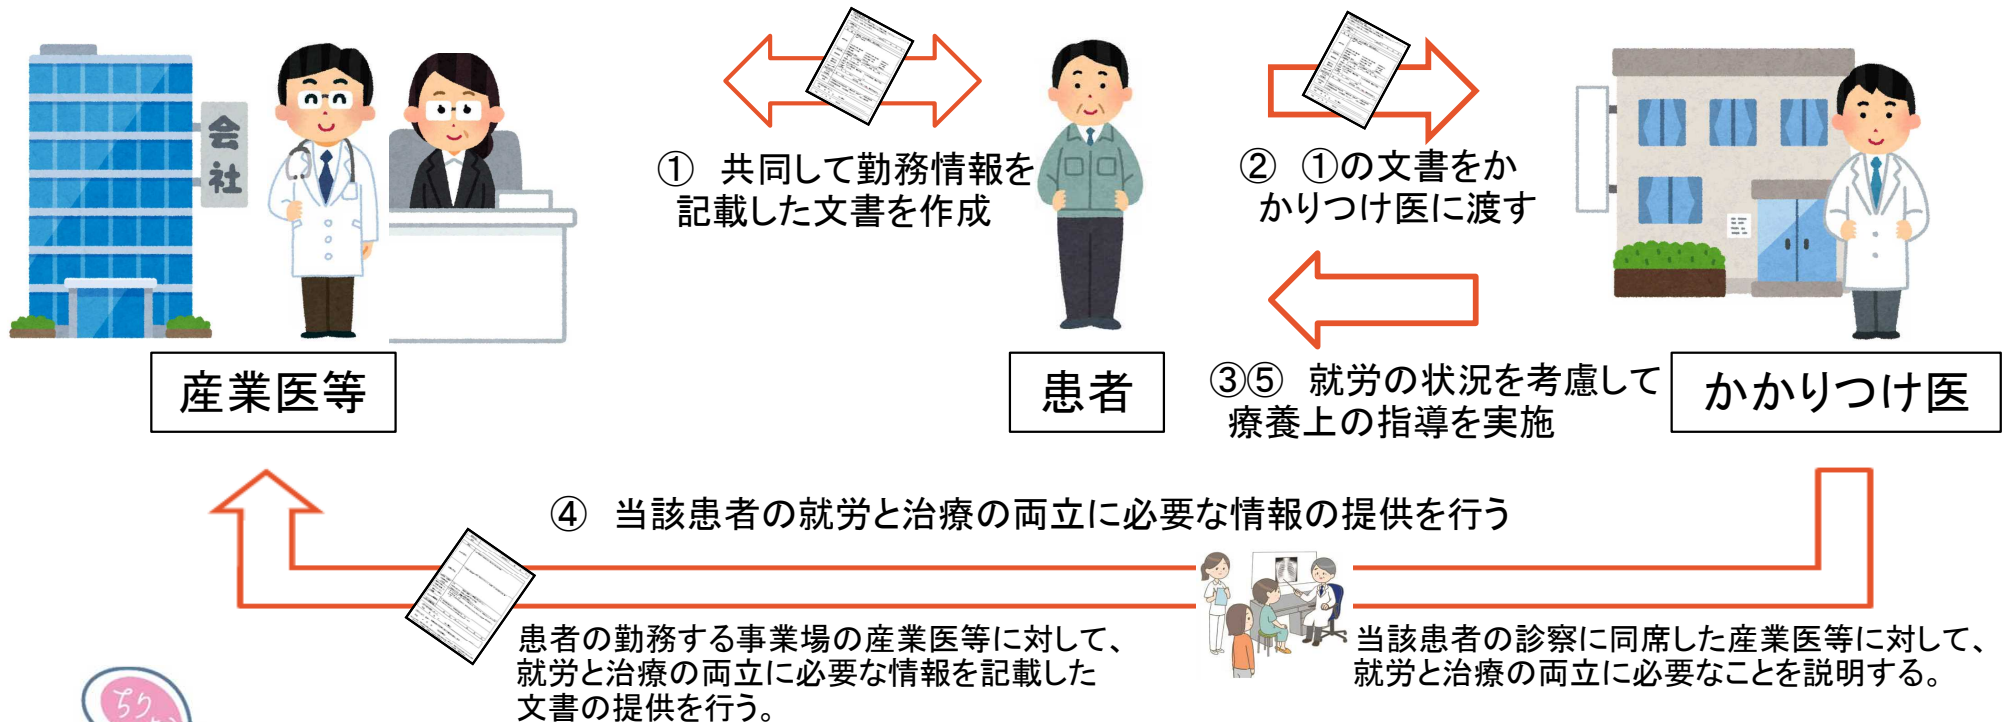 会社
① 共同して勤務情報を
記載した文書を作成
② ①の文書をか
かりつけ医に渡す
産業医等
患者
③⑤ 就労の状況を考慮して
療養上の指導を実施
かかりつけ医
④ 当該患者の就労と治療の両立に必要な情報の提供を行う
患者の勤務する事業場の産業医等に対して、
就労と治療の両立に必要な情報を記載した
文書の提供を行う。
当該患者の診察に同席した産業医等に対して、
就労と治療の両立に必要なことを説明する。